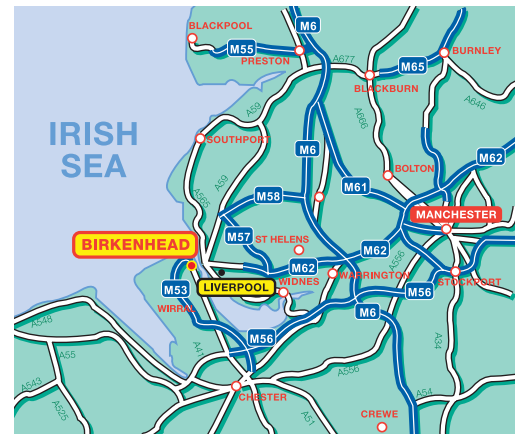 BLACKPOOL
M6
M55
PRESTON
A677
M65
BURNLEY
BLACKBURN
A59
A666
A646
IRISH
SEA
SOUTHPORT
M6
M62
A59
BOLTON
A565
M58
M61
MANCHESTER
M57
ST HELENS
BIRKENHEAD
M62
M62
A556
LIVERPOOL
WIDNES
WARRINGTON
STOCKPORT
M53
M56
WIRRAL
M6
A548
M56
A34
A55
A41
A556
A543
A54
CHESTER
A525
A51
CREWE